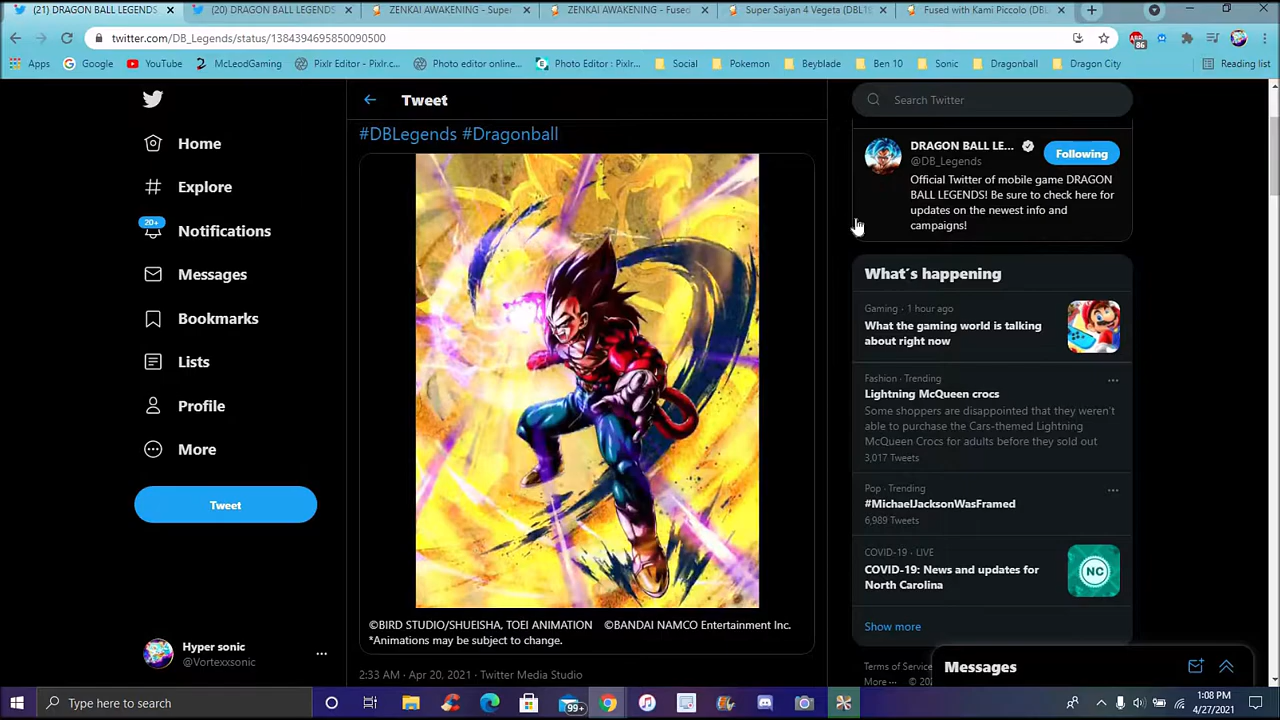 (21) DRAGON BALL LEGENDS
(20) DRAGON BALL LEGENDS
ZENKAI AWAKENING - Super
ZENKAI AWAKENING - Fused
Super Saiyan 4 Vegeta (DBL1
Fused with Kami Piccolo (DBL
twitter.com/DB_Legends/status/1384394695850090500
86
Apps
Google
YouTube
McLeodGaming
Pixlr Editor - Pixlr.c...
Photo editor online...
Photo Editor : Pixlr...
Social
Pokemon
Beyblade
Ben 10
Sonic
Dragonball
Dragon City
Reading list
Home
Explore
20+
Notifications
Messages
Bookmarks
Lists
Profile
More
Tweet
Hyper sonic
@Vortexxsonic
Tweet
#DBLegends #Dragonball
©BIRD STUDIO/SHUEISHA, TOEI ANIMATION ©BANDAI NAMCO Entertainment Inc.
*Animations may be subject to change.
2:33 AM · Apr 20, 2021 · Twitter Media Studio
Search Twitter
DRAGON BALL LE...
@DB_Legends
Following
Official Twitter of mobile game DRAGON
BALL LEGENDS! Be sure to check here for
updates on the newest info and
campaigns!
What's happening
Gaming · 1 hour ago
What the gaming world is talking
about right now
Fashion · Trending
Lightning McQueen crocs
Some shoppers are disappointed that they weren't
able to purchase the Cars-themed Lightning
McQueen Crocs for adults before they sold out
3,017 Tweets
Pop · Trending
#MichaelJacksonWasFramed
6,989 Tweets
COVID-19 · LIVE
COVID-19: News and updates for
North Carolina
NC
Show more
Terms of Service
More ···
© 20
Messages
Type here to search
99+
1:08 PM
4/27/2021